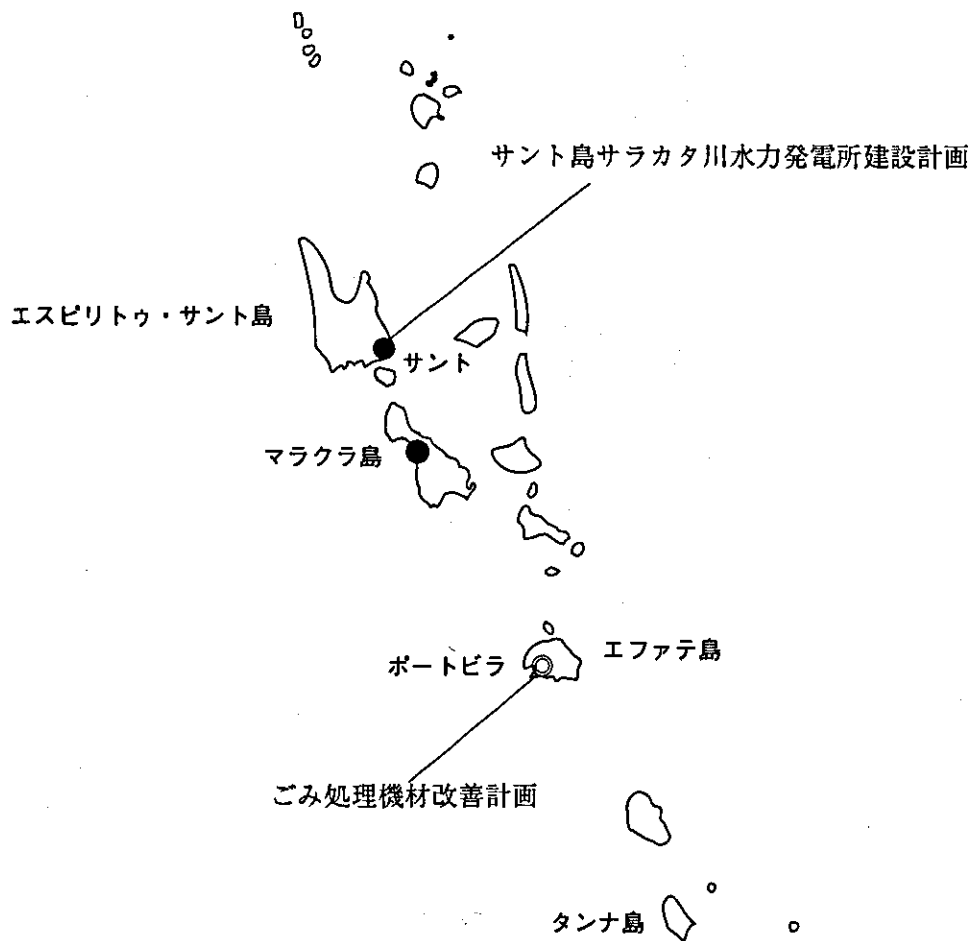 サント島サラカタ川水力発電所建設計画
エスピリトゥ・サント島
サント
マラクラ島
エファテ島
ポートビラ
ごみ処理機材改善計画
タンナ島